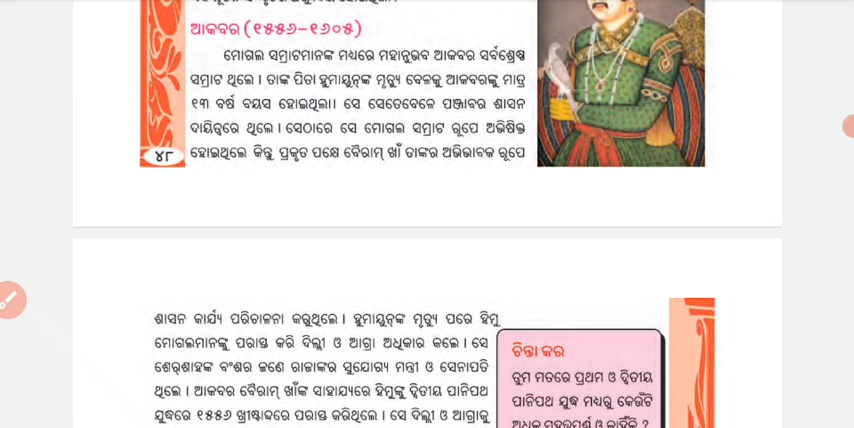 ଆକବର (୧୫୫୬–୧୬୦୫)
ମୋଗଲ ସମ୍ରାଟମାନଙ୍କ ମଧ୍ୟରେ ମହାନୁଭବ ଆକବର ସର୍ବଶ୍ରେଷ୍ଠ
ସମ୍ରାଟ ଥିଲେ । ତାଙ୍କ ପିତା ହୁମାୟୁନ୍‌ଙ୍କ ମୃତ୍ୟୁ ବେଳକୁ ଆକବରଙ୍କୁ ମାତ୍ର
୧୩ ବର୍ଷ ବୟସ ହୋଇଥିଲା। ସେ ସେତେବେଳେ ପଞ୍ଜାବର ଶାସନ
ଦାୟିତ୍ୱରେ ଥିଲେ । ସେଠାରେ ସେ ମୋଗଲ ସମ୍ରାଟ ରୂପେ ଅଭିଷିକ୍ତ
ହୋଇଥିଲେ କିନ୍ତୁ ପ୍ରକୃତ ପକ୍ଷେ ବୈରାମ୍ ଖାଁ ତାଙ୍କର ଅଭିଭାବକ ରୂପେ
୪୮
ଶାସନ କାର୍ଯ୍ୟ ପରିଚାଳନା କରୁଥିଲେ । ହୁମାୟୁନ୍‌ଙ୍କ ମୃତ୍ୟୁ ପରେ ହିମୁ
ମୋଗଲମାନଙ୍କୁ ପରାସ୍ତ କରି ଦିଲ୍ଲୀ ଓ ଆଗ୍ରା ଅଧିକାର କଲେ । ସେ
ଶେର୍‌ଶାହଙ୍କ ବଂଶର ଜଣେ ରାଜାଙ୍କର ସୁଯୋଗ୍ୟ ମନ୍ତ୍ରୀ ଓ ସେନାପତି
ଥିଲେ । ଆକବର ବୈରାମ୍ ଖାଁଙ୍କ ସାହାଯ୍ୟରେ ହିମୁଙ୍କୁ ଦ୍ୱିତୀୟ ପାନିପଥ
ଯୁଦ୍ଧରେ ୧୫୫୬ ଖ୍ରୀଷ୍ଟାବ୍ଦରେ ପରାସ୍ତ କରିଥିଲେ । ସେ ଦିଲ୍ଲୀ ଓ ଆଗ୍ରାକୁ
ଚିନ୍ତା କର
ତୁମ ମତରେ ପ୍ରଥମ ଓ ଦ୍ୱିତୀୟ
ପାନିପଥ ଯୁଦ୍ଧ ମଧ୍ୟରୁ କେଉଁଟି
ଅଧିକ ମହତ୍ତ୍ୱପୂର୍ଣ୍ଣ ଓ କାହିଁକି ?